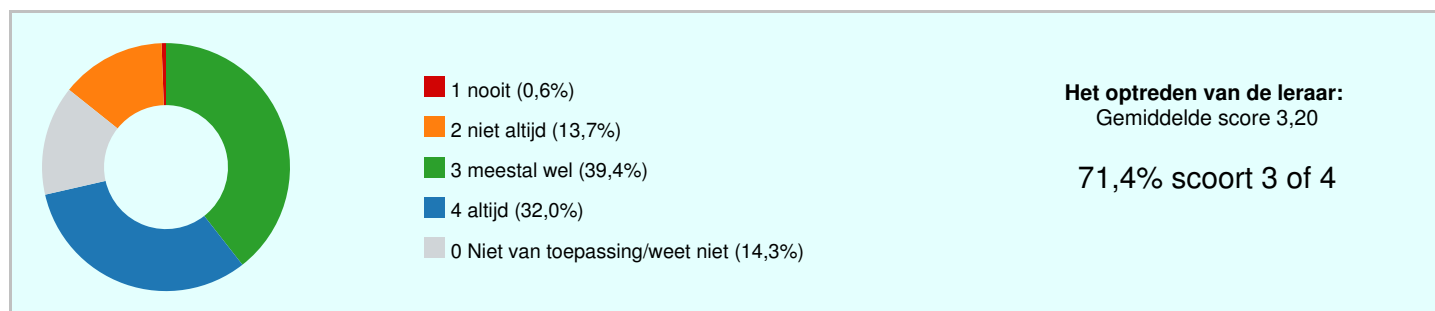 1 nooit (0,6%)
2 niet altijd (13,7%)
3 meestal wel (39,4%)
4 altijd (32,0%)
0 Niet van toepassing/weet niet (14,3%)
Het optreden van de leraar:
Gemiddelde score 3,20
71,4% scoort 3 of 4